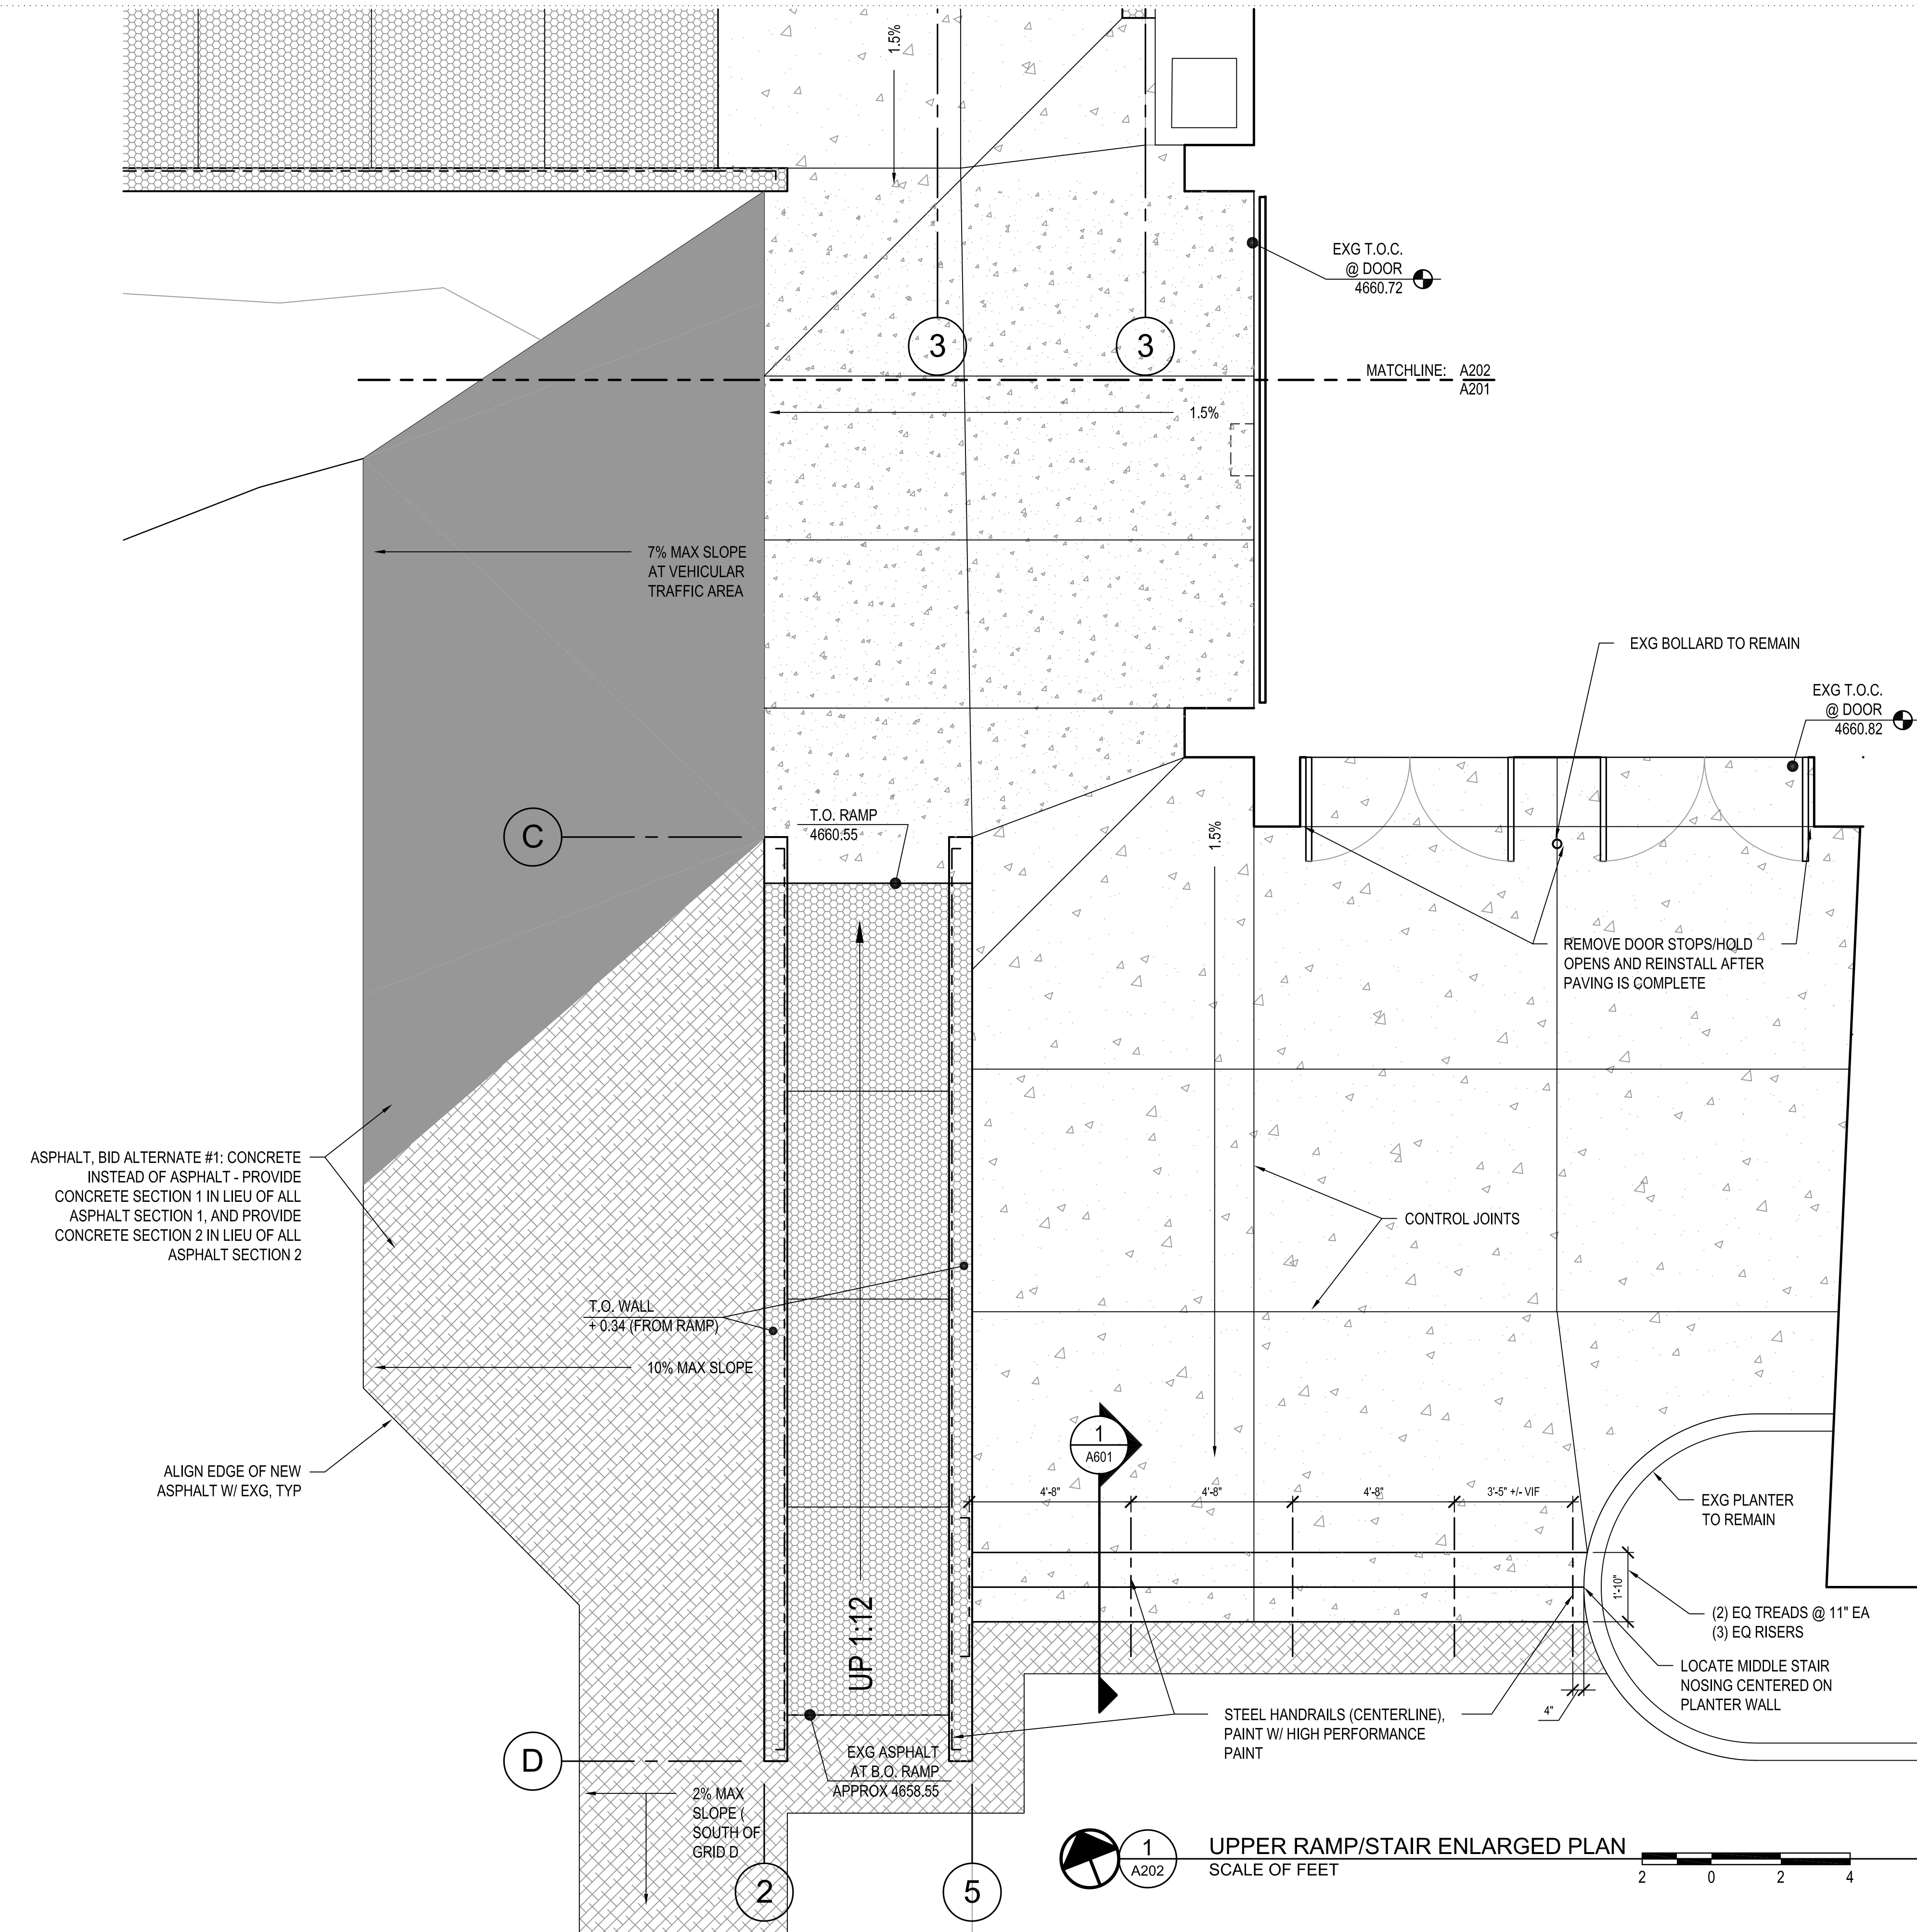 1.5%
EXG T.O.C.
@ DOOR
4660.72
3
3
MATCHLINE: A202
A201
1.5%
7% MAX SLOPE
AT VEHICULAR
TRAFFIC AREA
EXG BOLLARD TO REMAIN
EXG T.O.C.
@ DOOR
4660.82
C
T.O. RAMP
4660.55
1.5%
REMOVE DOOR STOPS/HOLD
OPENS AND REINSTALL AFTER
PAVING IS COMPLETE
ASPHALT, BID ALTERNATE #1: CONCRETE
INSTEAD OF ASPHALT - PROVIDE
CONCRETE SECTION 1 IN LIEU OF ALL
ASPHALT SECTION 1, AND PROVIDE
CONCRETE SECTION 2 IN LIEU OF ALL
ASPHALT SECTION 2
CONTROL JOINTS
T.O. WALL
+ 0.34 (FROM RAMP)
10% MAX SLOPE
ALIGN EDGE OF NEW
ASPHALT W/ EXG, TYP
1
A601
4'-8"
4'-8"
4'-8"
3'-5" +/- VIF
EXG PLANTER
TO REMAIN
1'-10"
(2) EQ TREADS @ 11" EA
(3) EQ RISERS
UP 1:12
LOCATE MIDDLE STAIR
NOSING CENTERED ON
PLANTER WALL
4"
STEEL HANDRAILS (CENTERLINE),
PAINT W/ HIGH PERFORMANCE
PAINT
D
EXG ASPHALT
AT B.O. RAMP
APPROX 4658.55
2% MAX
SLOPE (
SOUTH OF
GRID D
2
5
1
A202
UPPER RAMP/STAIR ENLARGED PLAN
SCALE OF FEET
2 0 2 4